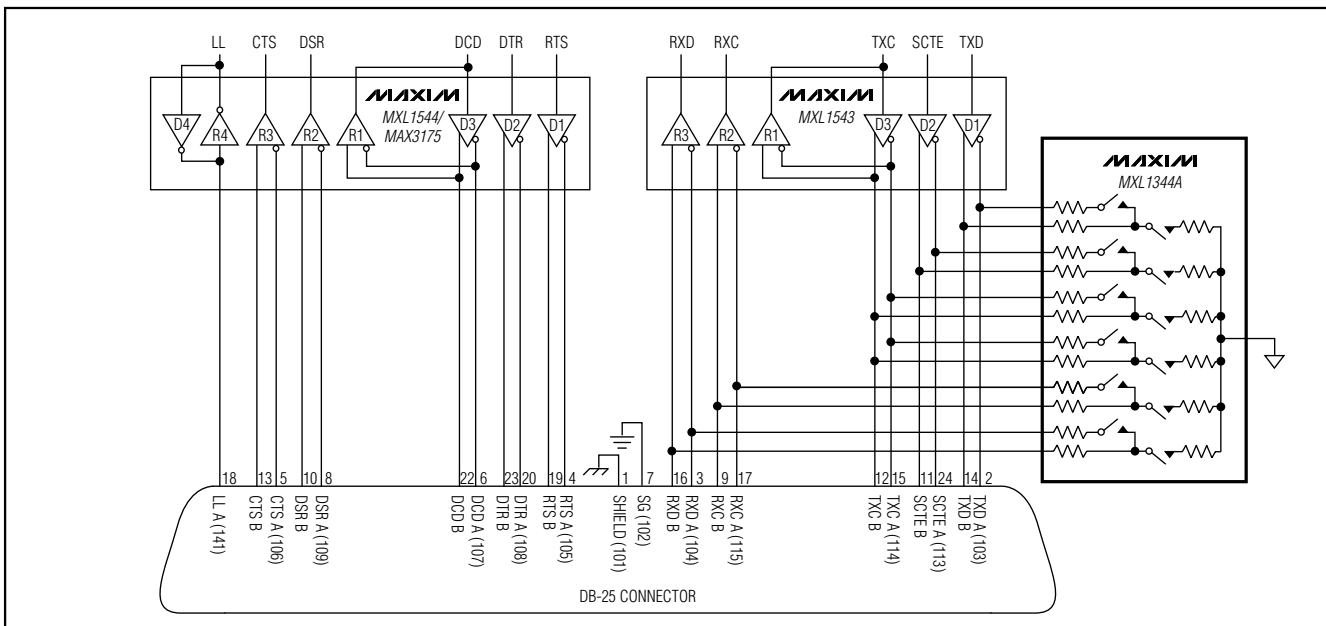 LL CTS DSR DCD DTR RTS RXD RXC TXC SCTE TXD
MAXIM
MXL1544/
MAX3175
D4 R4 R3 R2 R1 D3 D2 D1
MAXIM
MXL1543
R3 R2 R1 D3 D2 D1
MAXIM
MXL1344A
18 13 5 10 8 22 6 23 20 19 4 1 7 16 3 9 17 12 15 11 24 14 2
LL A (141)
CTS B
CTS A (106)
DSR B
DSR A (109)
DCD B
DCD A (107)
DTR B
DTR A (108)
RTS B
RTS A (105)
SHIELD (101)
SG (102)
RXD B
RXD A (104)
RXC B
RXC A (115)
TXC B
TXC A (114)
SCTE B
SCTE A (113)
TXD B
TXD A (103)
DB-25 CONNECTOR